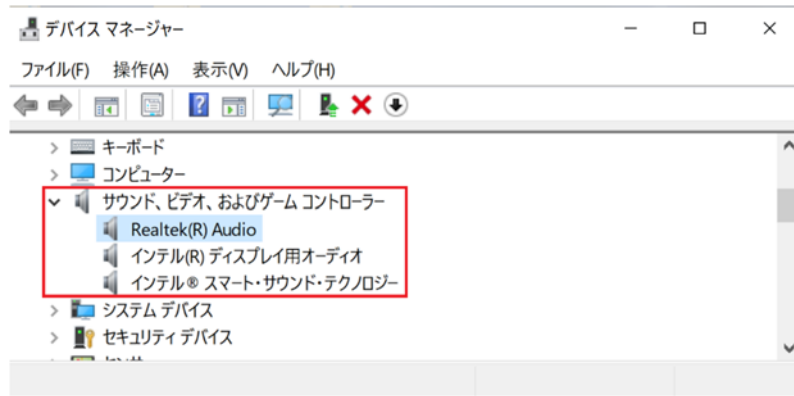 デバイス マネージャー
ファイル(F) 操作(A) 表示(V) ヘルプ(H)
キーボード
コンピューター
サウンド、ビデオ、およびゲーム コントローラー
Realtek(R) Audio
インテル(R) ディスプレイ用オーディオ
インテル® スマート・サウンド・テクノロジー
システム デバイス
セキュリティ デバイス